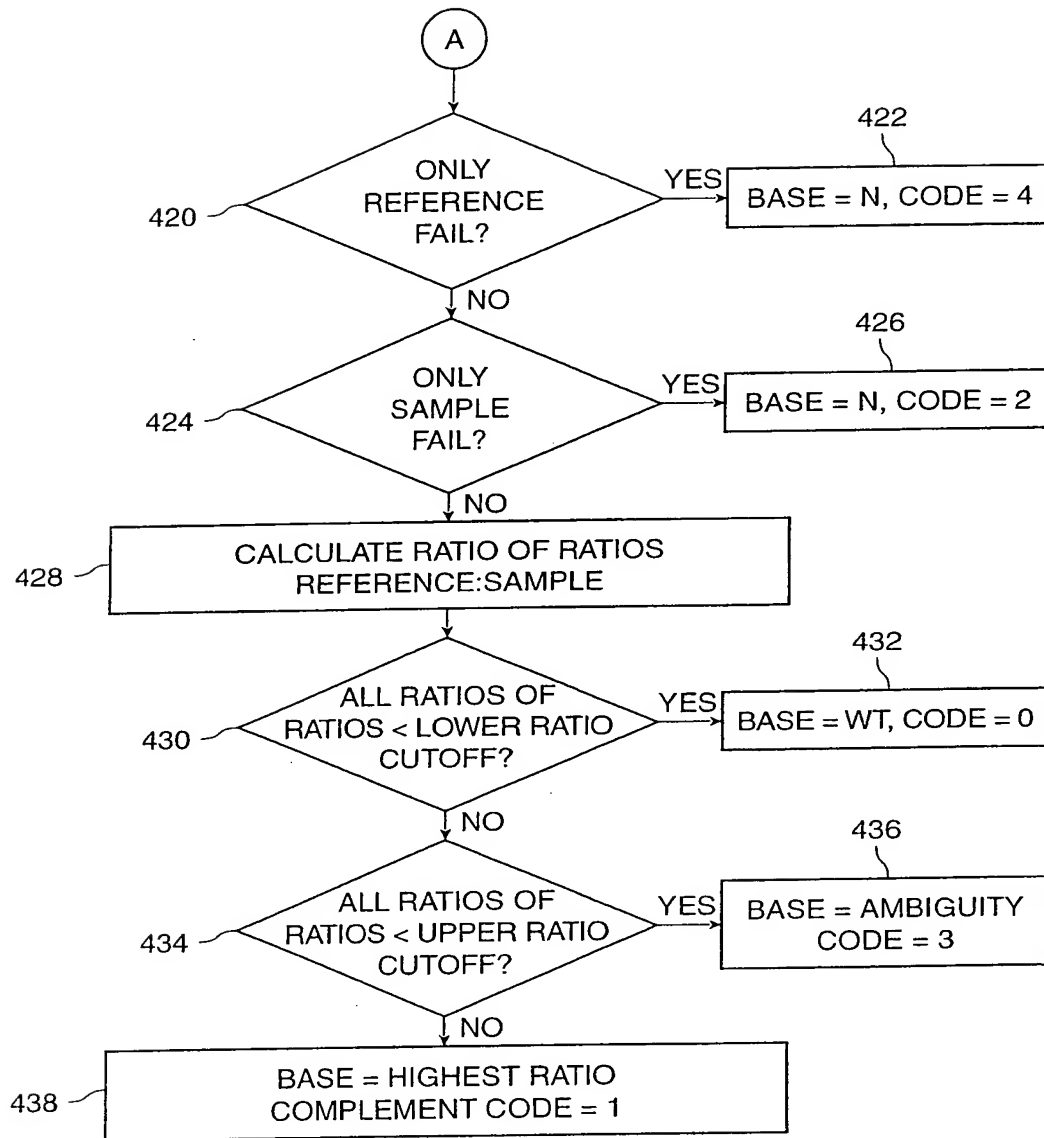 A
ONLY
REFERENCE
FAIL?
420
YES
422
BASE = N, CODE = 4
NO
ONLY
SAMPLE
FAIL?
424
YES
426
BASE = N, CODE = 2
NO
428
CALCULATE RATIO OF RATIOS
REFERENCE:SAMPLE
ALL RATIOS OF
RATIOS < LOWER RATIO
CUTOFF?
430
YES
432
BASE = WT, CODE = 0
NO
ALL RATIOS OF
RATIOS < UPPER RATIO
CUTOFF?
434
YES
436
BASE = AMBIGUITY
CODE = 3
NO
438
BASE = HIGHEST RATIO
COMPLEMENT CODE = 1